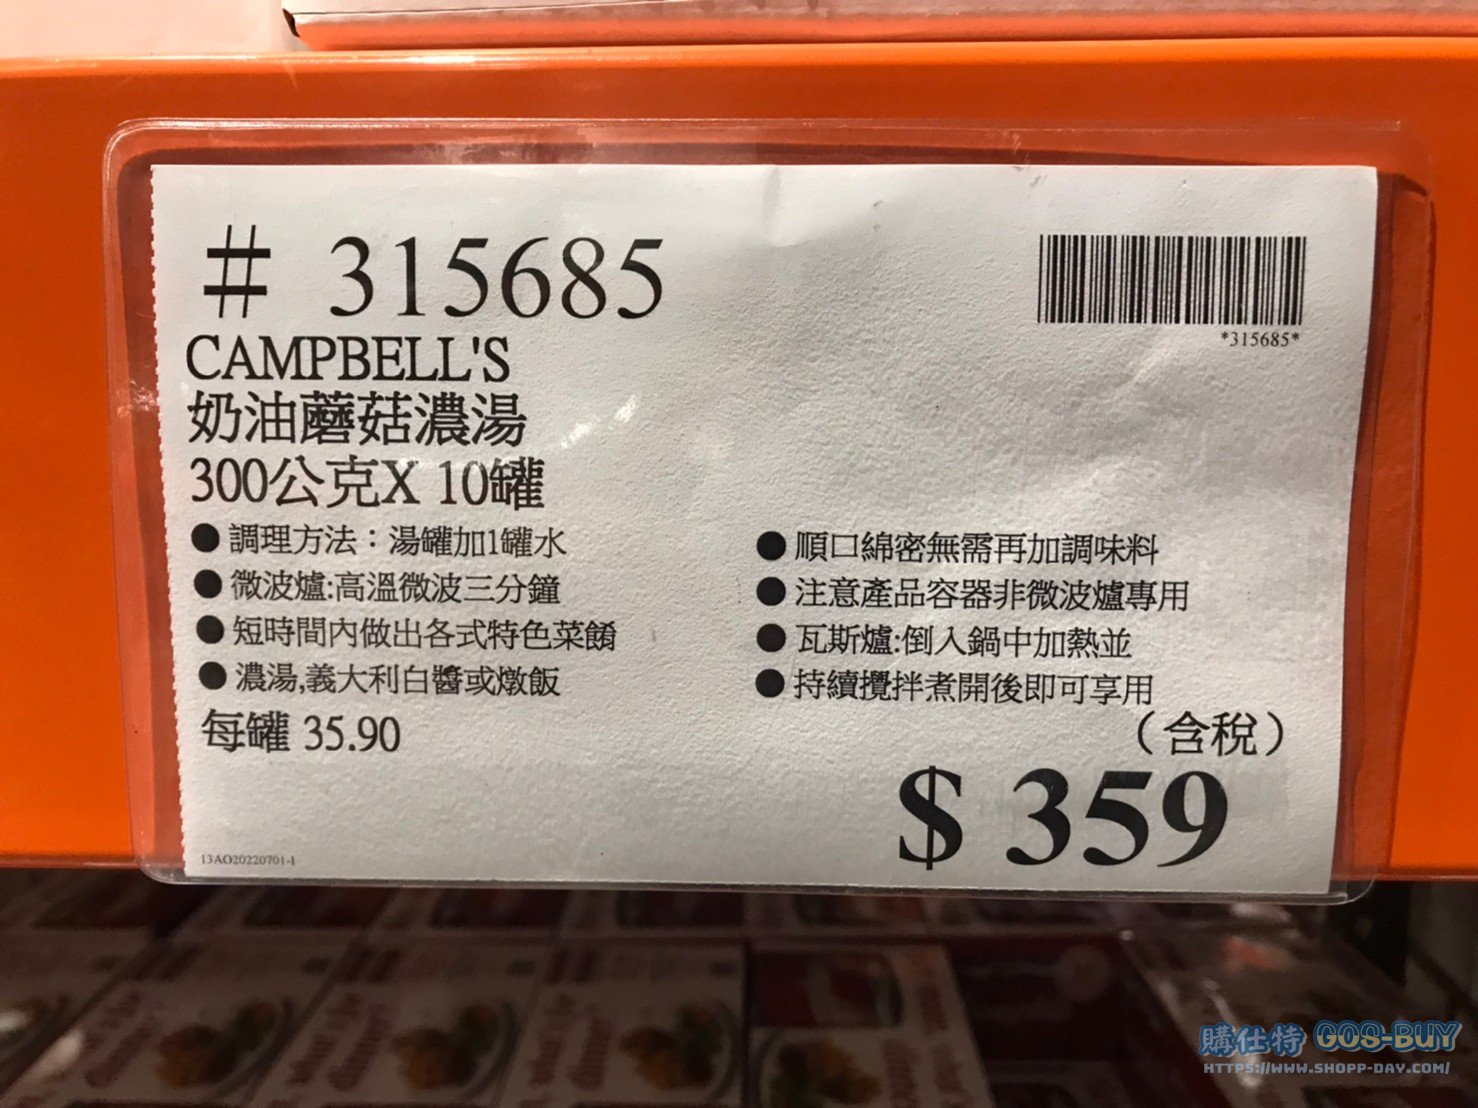 # 315685
*315685*
CAMPBELL'S
奶油蘑菇濃湯
300公克X 10罐
●調理方法：湯罐加1罐水
●微波爐:高溫微波三分鐘
●短時間內做出各式特色菜餚
●濃湯,義大利白醬或燉飯
●順口綿密無需再加調味料
●注意產品容器非微波爐專用
●瓦斯爐:倒入鍋中加熱並
●持續攪拌煮開後即可享用
每罐 35.90
（含稅）
$ 359
13AO20220701-1
購仕特 GOS-BUY
HTTPS://WWW.SHOPP-DAY.COM/